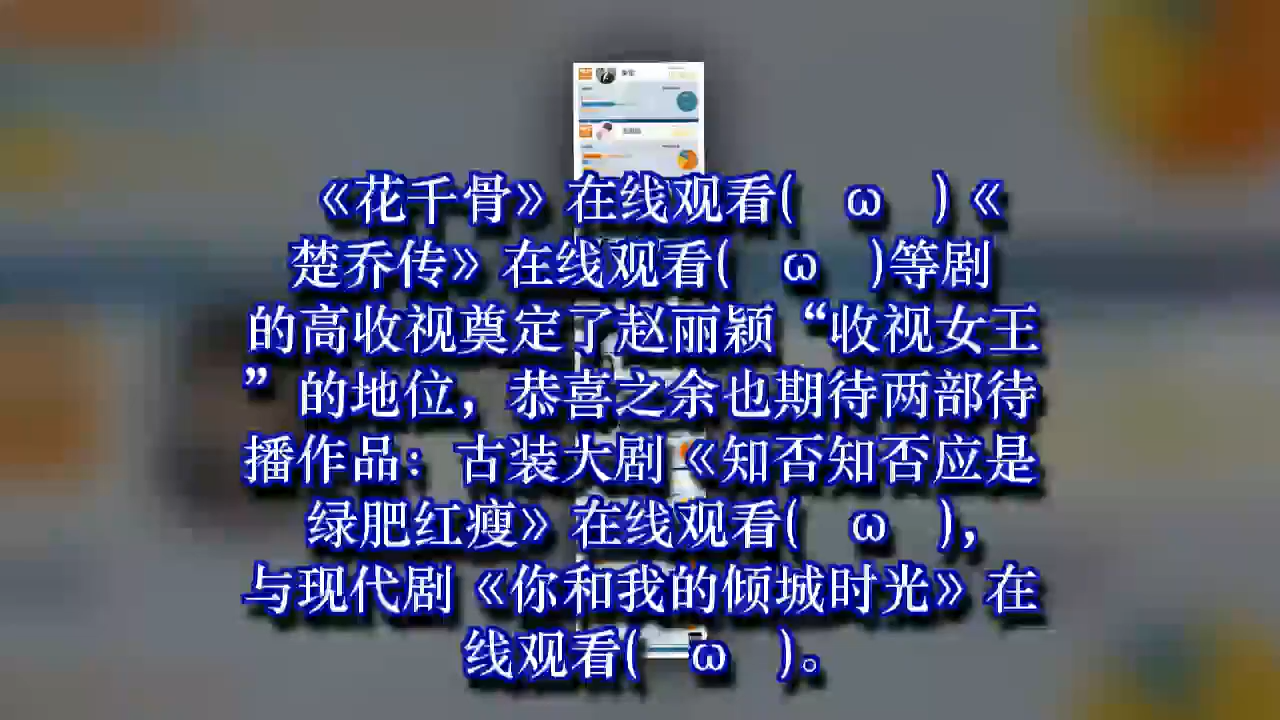 《花千骨》在线观看(　ω　)《
楚乔传》在线观看(　ω　)等剧
的高收视奠定了赵丽颖“收视女王
”的地位，恭喜之余也期待两部待
播作品：古装大剧《知否知否应是
绿肥红瘦》在线观看(　ω　)，
与现代剧《你和我的倾城时光》在
线观看(　ω　)。